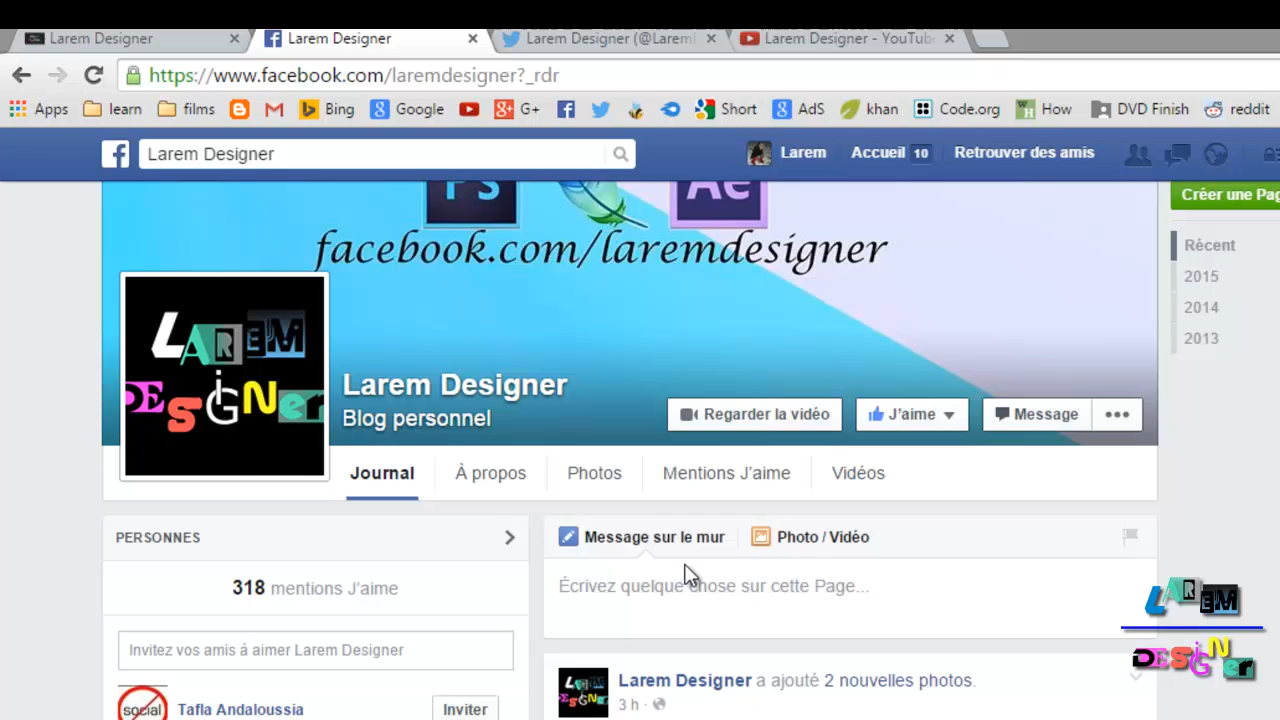 Larem Designer
Larem Designer
Larem Designer (@Larem
Larem Designer - YouTube
https://www.facebook.com/laremdesigner?_rdr
Apps learn films Bing Google G+ Short AdS khan Code.org How DVD Finish reddit
Larem Designer
Larem Accueil 10 Retrouver des amis
Ps Ae
Créer une Pag
facebook.com/laremdesigner
Récent
2015
2014
2013
LAREM
DESiGNer
Larem Designer
Blog personnel
Regarder la vidéo J'aime Message
Journal À propos Photos Mentions J'aime Vidéos
PERSONNES
318 mentions J'aime
Invitez vos amis à aimer Larem Designer
social Tafla Andaloussia Inviter
Message sur le mur Photo / Vidéo
Écrivez quelque chose sur cette Page...
LAREM
DESiGNer
Larem Designer a ajouté 2 nouvelles photos.
3 h
LAREM
DESiGNer